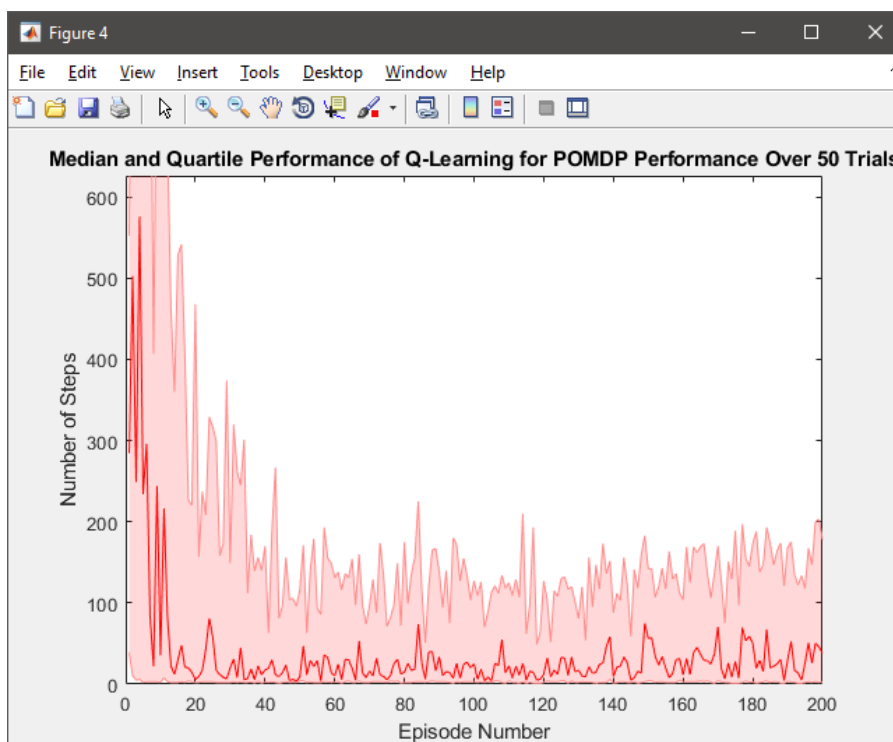 Figure 4
File Edit View Insert Tools Desktop Window Help
Median and Quartile Performance of Q-Learning for POMDP Performance Over 50 Trials
600
500
400
300
200
100
0
Number of Steps
0 20 40 60 80 100 120 140 160 180 200
Episode Number